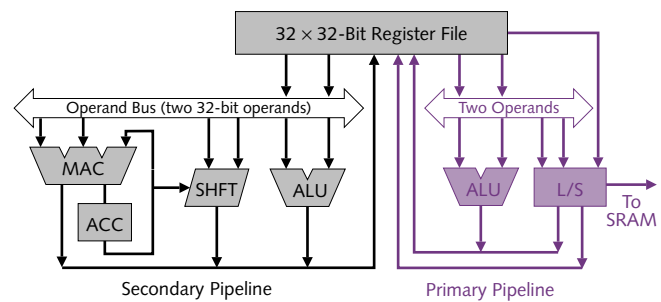 32 × 32-Bit Register File
Operand Bus (two 32-bit operands)
Two Operands
MAC
SHFT
ALU
ALU
L/S
ACC
To
SRAM
Secondary Pipeline
Primary Pipeline